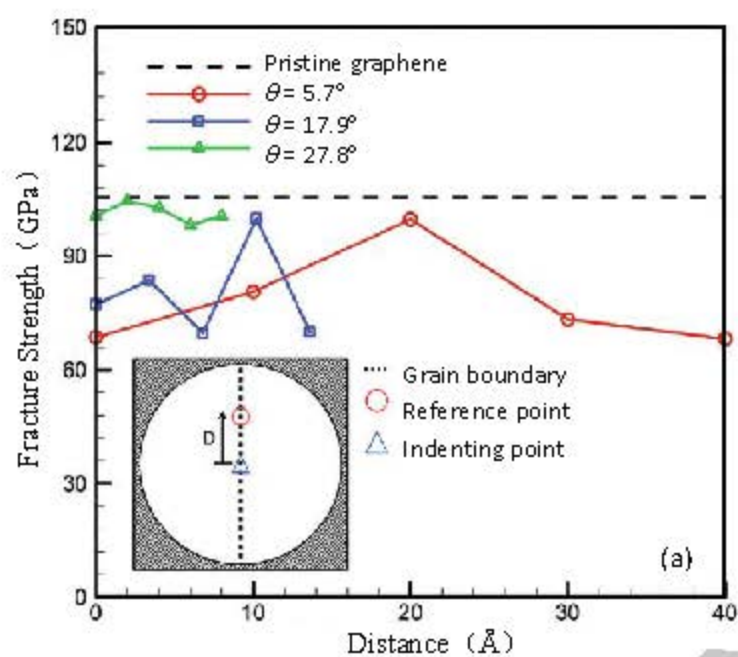 150
120
90
60
30
0
Fracture Strength ( GPa)
Pristine graphene
θ = 5.7°
θ = 17.9°
θ = 27.8°
D
Grain boundary
Reference point
Indenting point
(a)
0 10 20 30 40
Distance (Å)